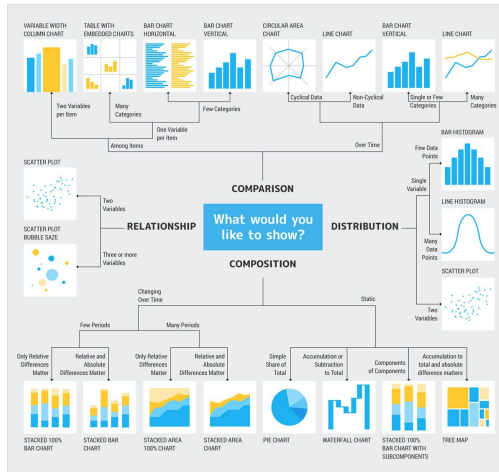 VARIABLE WIDTH
COLUMN CHART
TABLE WITH
EMBEDDED CHARTS
BAR CHART
HORIZONTAL
BAR CHART
VERTICAL
CIRCULAR AREA
CHART
LINE CHART
BAR CHART
VERTICAL
LINE CHART
Two Variables
per Item
Many
Categories
Few Categories
Cyclical Data
Non-Cyclical
Data
Single or Few
Categories
Many
Categories
One Variable
per Item
Among Items
Over Time
BAR HISTOGRAM
Few Data
Points
Single
Variable
SCATTER PLOT
COMPARISON
LINE HISTOGRAM
Two
Variables
RELATIONSHIP
What would you
like to show?
DISTRIBUTION
SCATTER PLOT
BUBBLE SAZE
Three or more
Variables
Many
Data
Points
COMPOSITION
SCATTER PLOT
Two
Variables
Changing
Over Time
Static
Few Periods
Many Periods
Only Relative
Differences
Matter
Relative and
Absolute
Differences Matter
Only Relative
Differences
Matter
Relative and
Absolute
Differences Matter
Simple
Share of
Total
Accumulation or
Subtraction
to Total
Components
of Components
Accumulation to
total and absolute
difference matters
STACKED 100%
BAR CHART
STACKED BAR
CHART
STACKED AREA
100% CHART
STACKED AREA
CHART
PIE CHART
WATERFALL CHART
STACKED 100%
BAR CHART WITH
SUBCOMPONENTS
TREE MAP